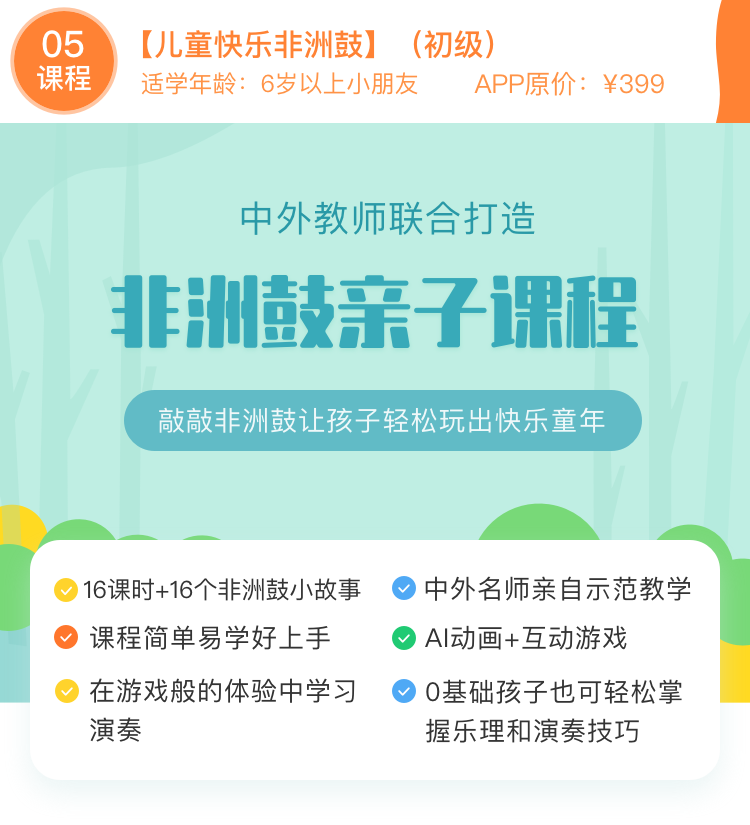 05
课程
【儿童快乐非洲鼓】（初级）
适学年龄：6岁以上小朋友 APP原价：¥399
中外教师联合打造
非洲鼓亲子课程
敲敲非洲鼓让孩子轻松玩出快乐童年
16课时+16个非洲鼓小故事
中外名师亲自示范教学
课程简单易学好上手
AI动画+互动游戏
在游戏般的体验中学习
演奏
0基础孩子也可轻松掌
握乐理和演奏技巧